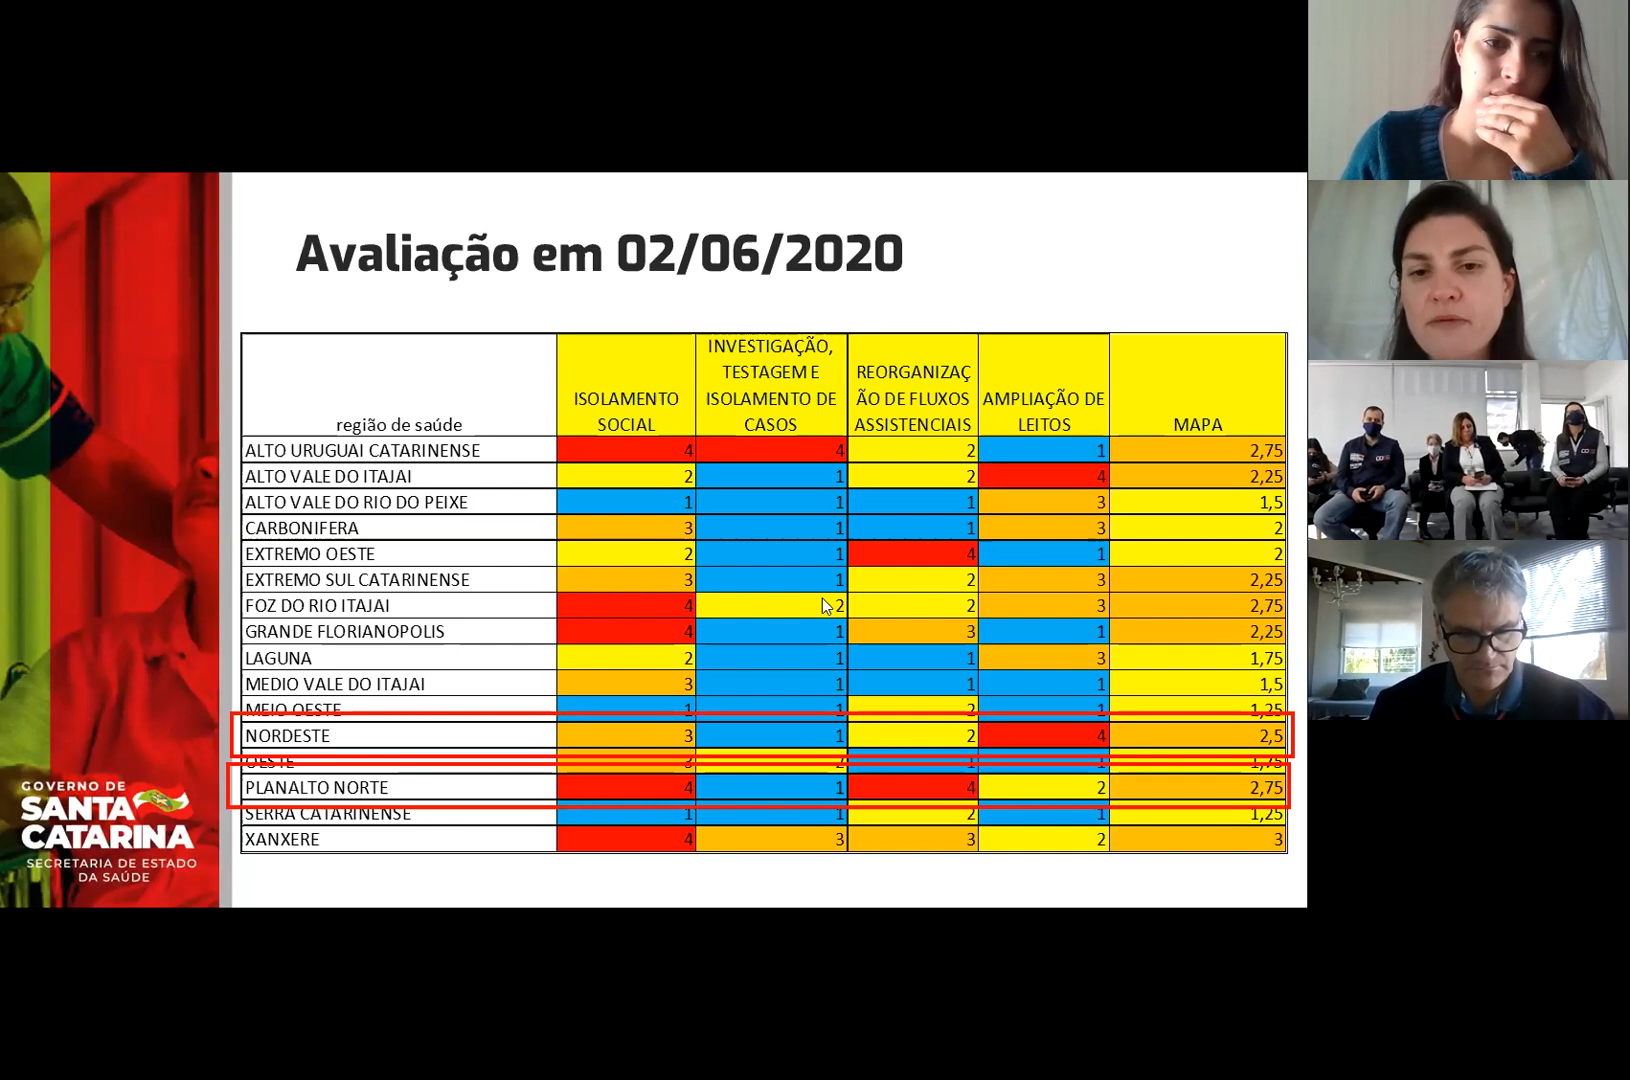 Avaliação em 02/06/2020
região de saúde ISOLAMENTO SOCIAL INVESTIGAÇÃO, TESTAGEM E ISOLAMENTO DE CASOS REORGANIZAÇ ÃO DE FLUXOS ASSISTENCIAIS AMPLIAÇÃO DE LEITOS MAPA
ALTO URUGUAI CATARINENSE 4 4 2 1 2,75
ALTO VALE DO ITAJAI 2 1 2 4 2,25
ALTO VALE DO RIO DO PEIXE 1 1 1 3 1,5
CARBONIFERA 3 1 1 3 2
EXTREMO OESTE 2 1 4 1 2
EXTREMO SUL CATARINENSE 3 1 2 3 2,25
FOZ DO RIO ITAJAI 4 2 2 3 2,75
GRANDE FLORIANOPOLIS 4 1 3 1 2,25
LAGUNA 2 1 1 3 1,75
MEDIO VALE DO ITAJAI 3 1 1 1 1,5
MEIO OESTE 1 1 2 1 1,25
NORDESTE 3 1 2 4 2,5
OESTE 3 2 1 1 1,75
PLANALTO NORTE 4 1 4 2 2,75
SERRA CATARINENSE 1 1 2 1 1,25
XANXERE 4 3 3 2 3
GOVERNO DE
SANTA
CATARINA
SECRETARIA DE ESTADO
DA SAÚDE